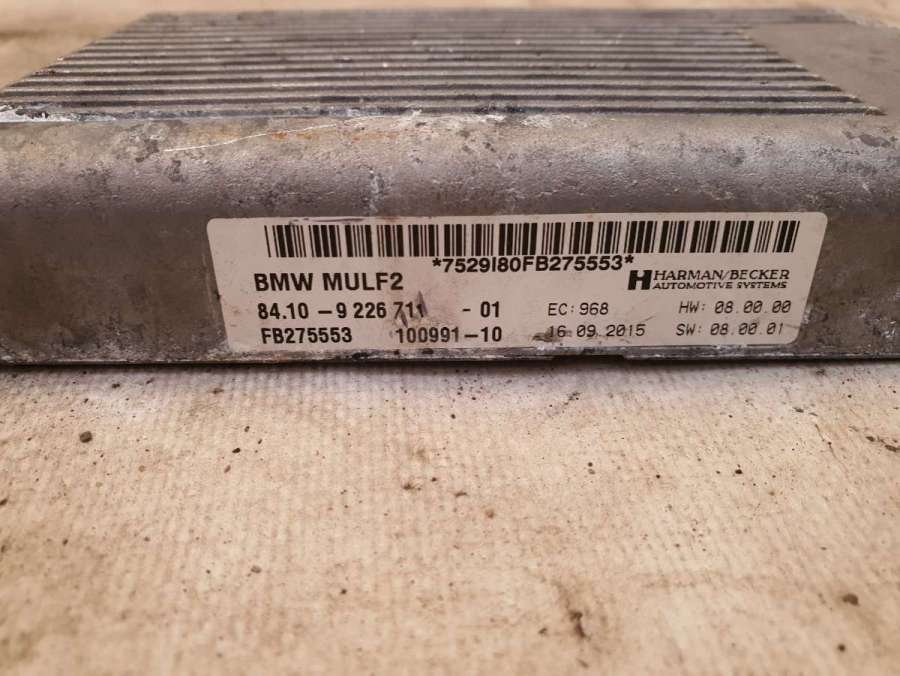 *7529I80FB275553*
BMW MULF2 HARMAN/BECKER
AUTOMOTIVE SYSTEMS
84.10 - 9 226 711 - 01 EC: 968 HW: 08.00.00
FB275553 100991-10 16.09.2015 SW: 08.00.01